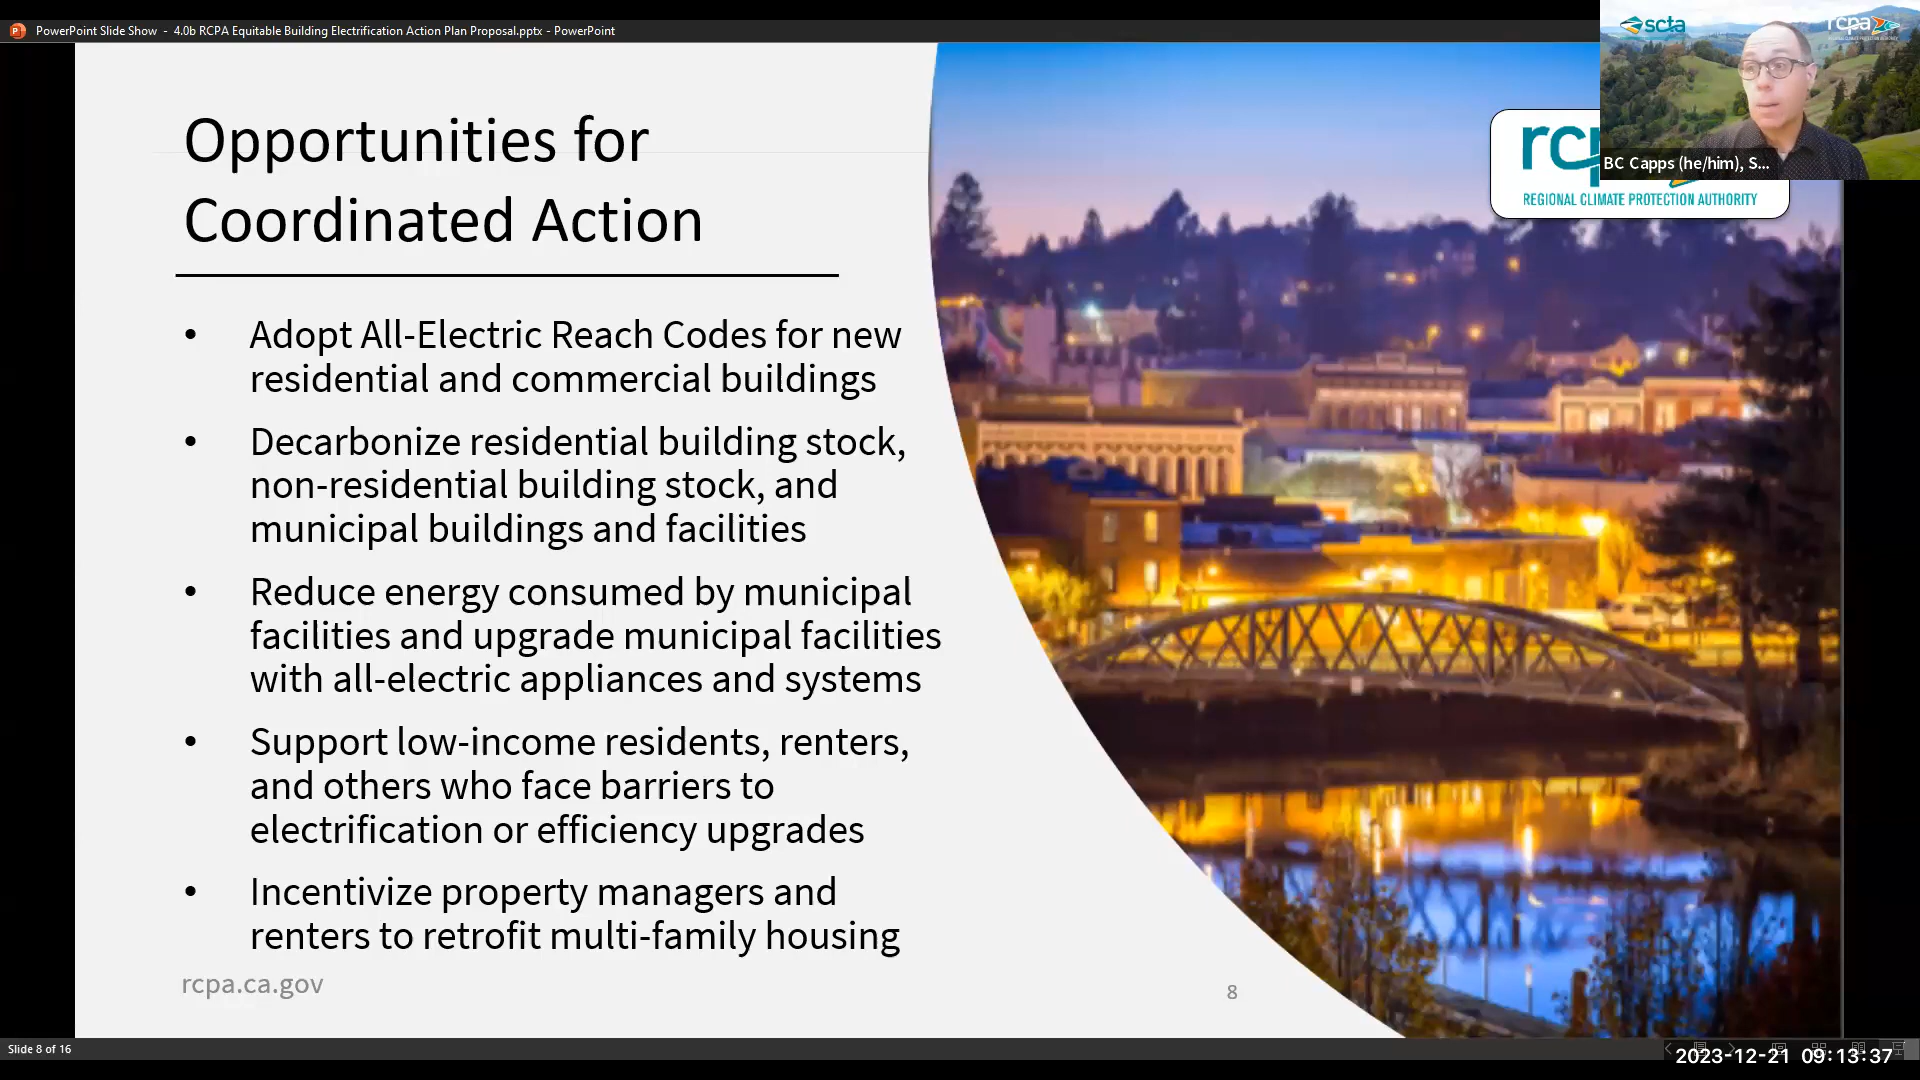 PowerPoint Slide Show - 4.0b RCPA Equitable Building Electrification Action Plan Proposal.pptx - PowerPoint
scta
rcpa
BC Capps (he/him), S...
REGIONAL CLIMATE PROTECTION AUTHORITY
Opportunities for
Coordinated Action
• Adopt All-Electric Reach Codes for new
residential and commercial buildings
• Decarbonize residential building stock,
non-residential building stock, and
municipal buildings and facilities
• Reduce energy consumed by municipal
facilities and upgrade municipal facilities
with all-electric appliances and systems
• Support low-income residents, renters,
and others who face barriers to
electrification or efficiency upgrades
• Incentivize property managers and
renters to retrofit multi-family housing
rcpa.ca.gov
8
Slide 8 of 16
2023-12-21 09:13:37